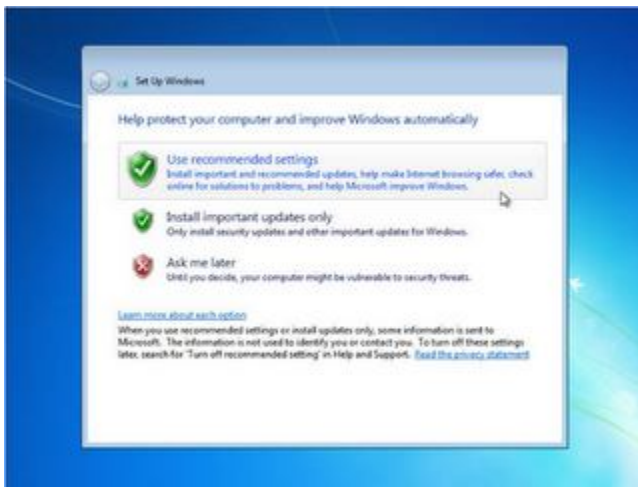 Set Up Windows
Help protect your computer and improve Windows automatically
Use recommended settings
Install important and recommended updates, help make Internet browsing safer, check
online for solutions to problems, and help Microsoft improve Windows.
Install important updates only
Only install security updates and other important updates for Windows.
Ask me later
Until you decide, your computer might be vulnerable to security threats.
Learn more about each option
When you use recommended settings or install updates only, some information is sent to
Microsoft. The information is not used to identify you or contact you. To turn off these settings
later, search for 'Turn off recommended setting' in Help and Support. Read the privacy statement